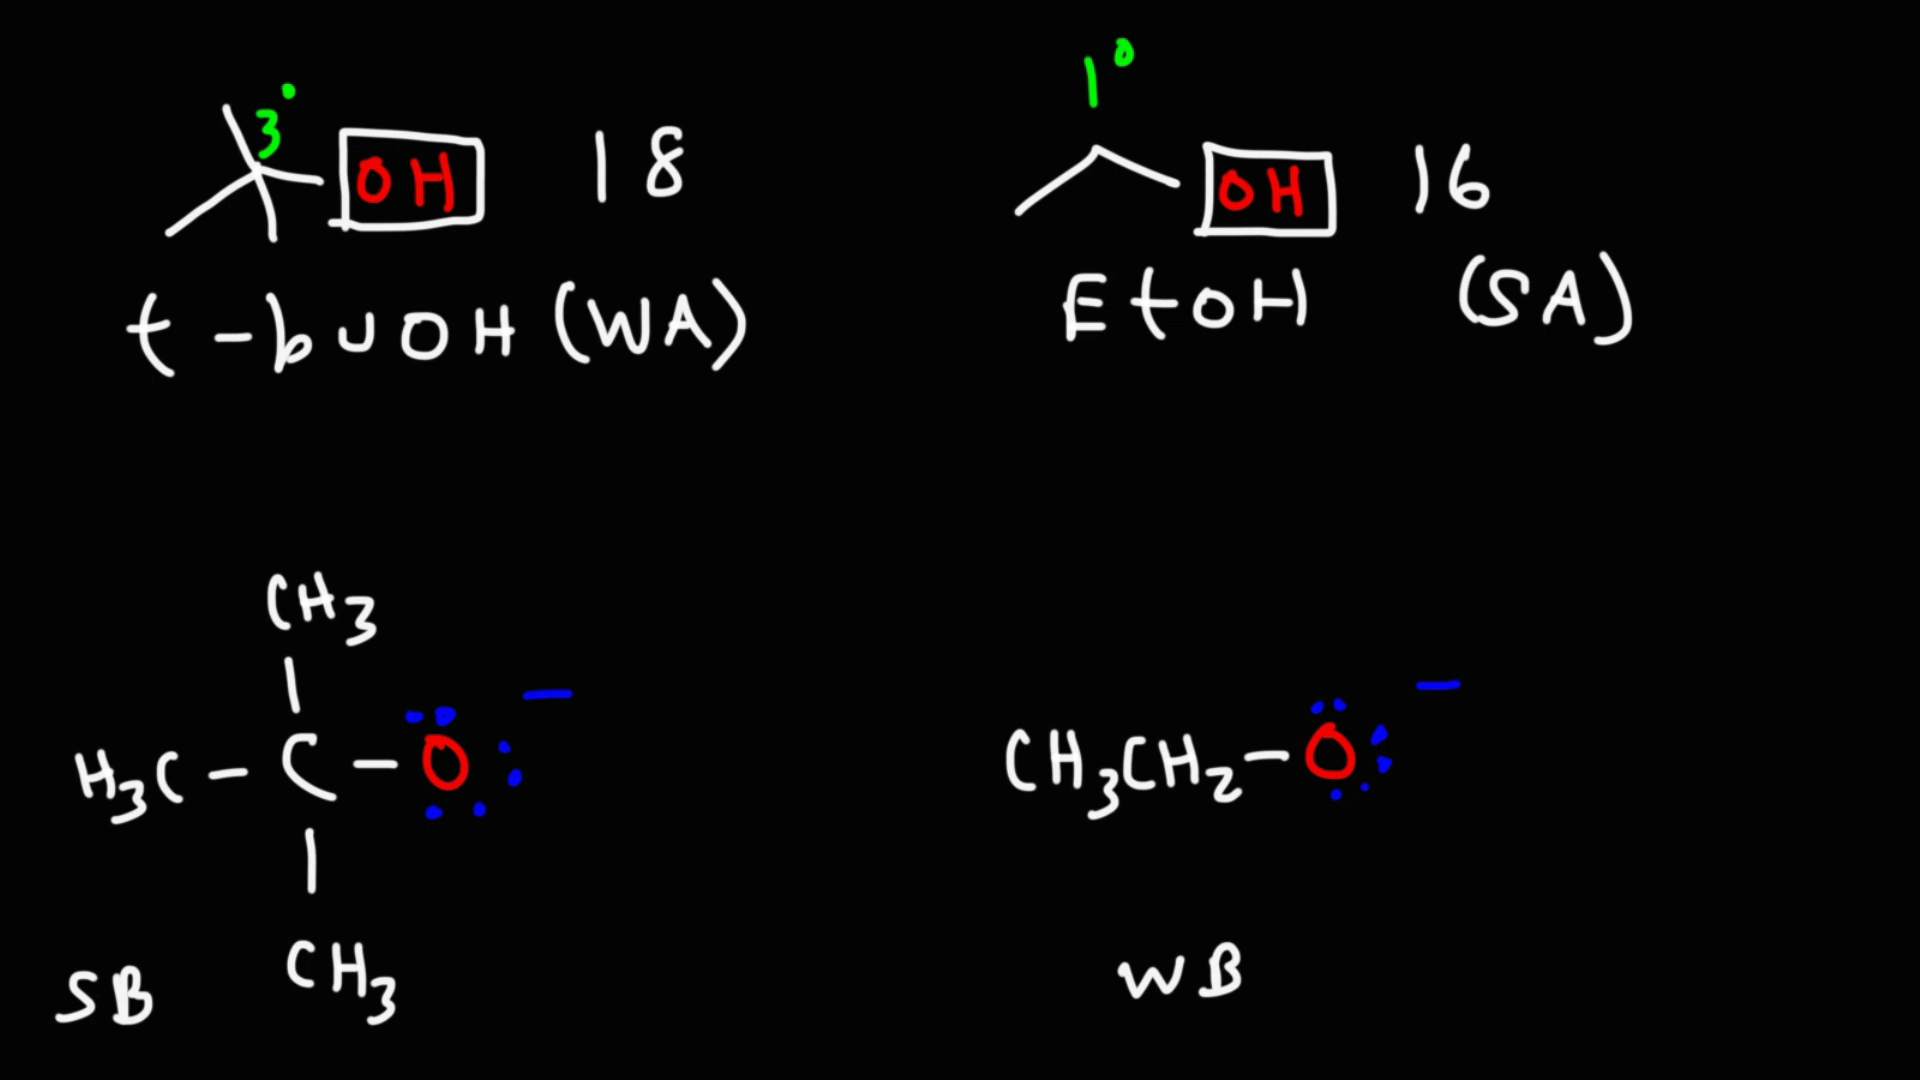 1°
3°
OH 18
OH 16
t-buOH (WA)
EtOH (SA)
CH3
H3C-C-O:-
CH3CH2-O:-
CH3
SB
WB